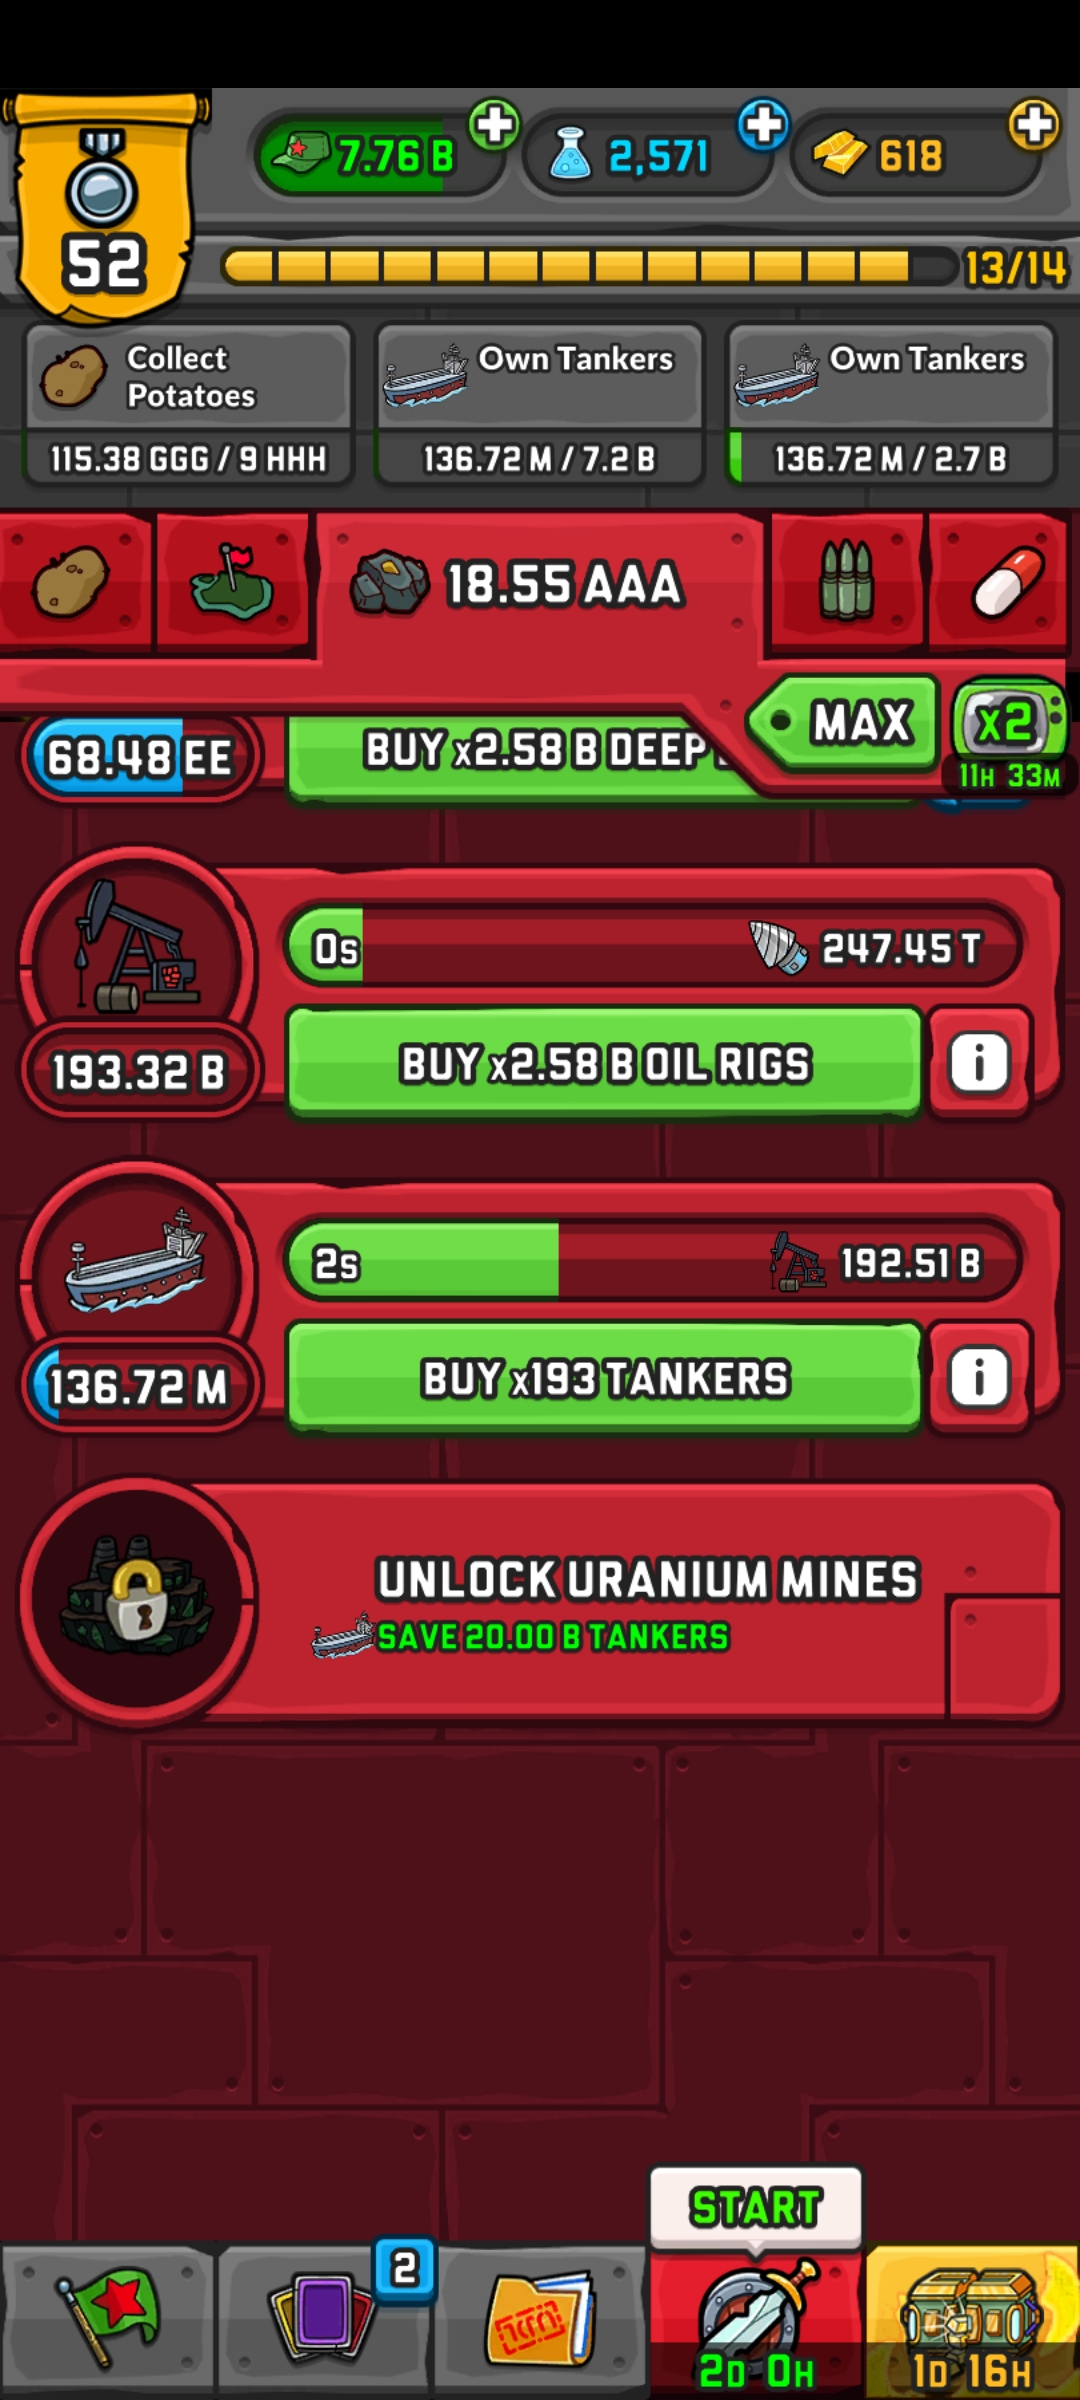 52
7.76 B
2,571
618
13/14
Collect
Potatoes
115.38 GGG / 9 HHH
Own Tankers
136.72 M / 7.2 B
Own Tankers
136.72 M / 2.7 B
18.55 AAA
MAX
x2
11H 33M
68.48 EE
BUY x2.58 B DEEP
0s
247.45 T
193.32 B
BUY x2.58 B OIL RIGS
i
2s
192.51 B
136.72 M
BUY x193 TANKERS
i
UNLOCK URANIUM MINES
SAVE 20.00 B TANKERS
START
2
2D 0H
1D 16H